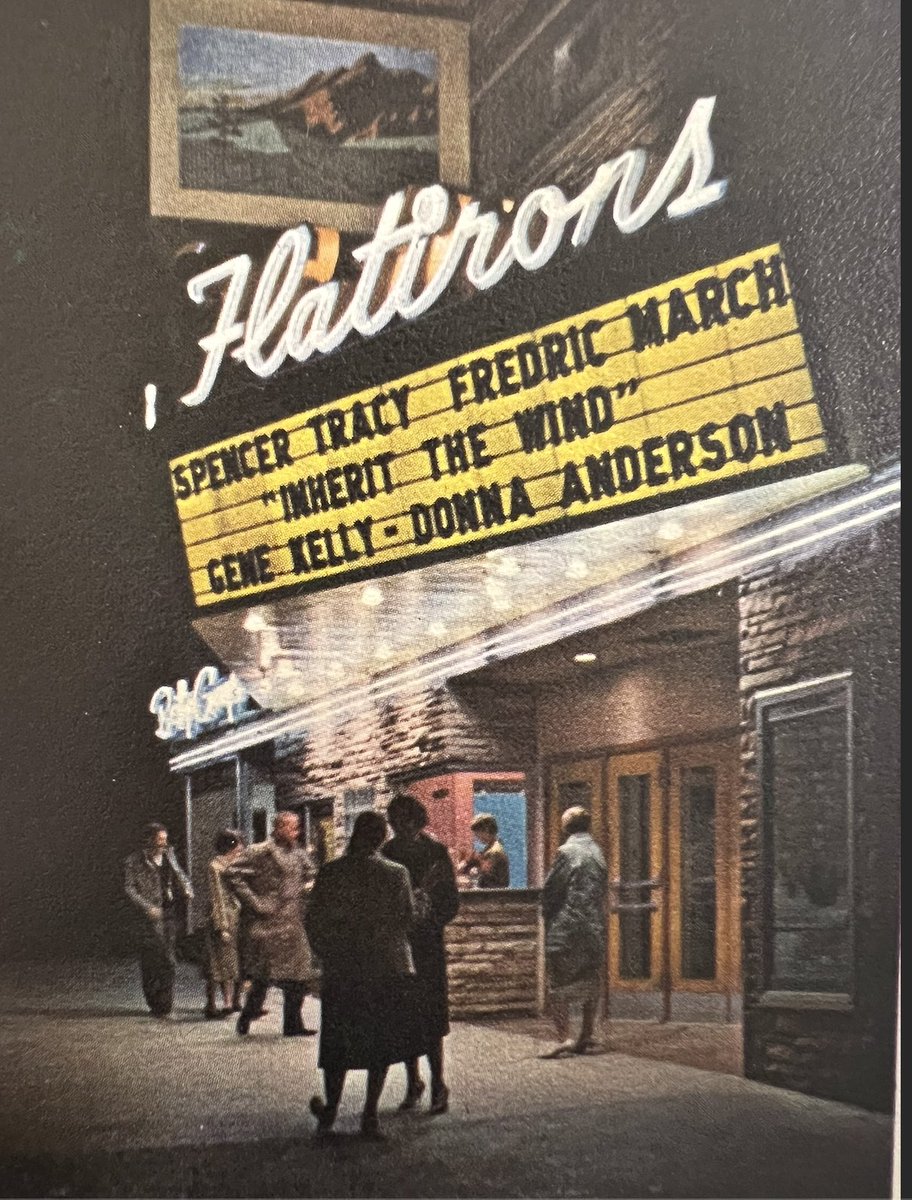 Flatirons
SPENCER TRACY FREDRIC MARCH
"INHERIT THE WIND"
GENE KELLY - DONNA ANDERSON